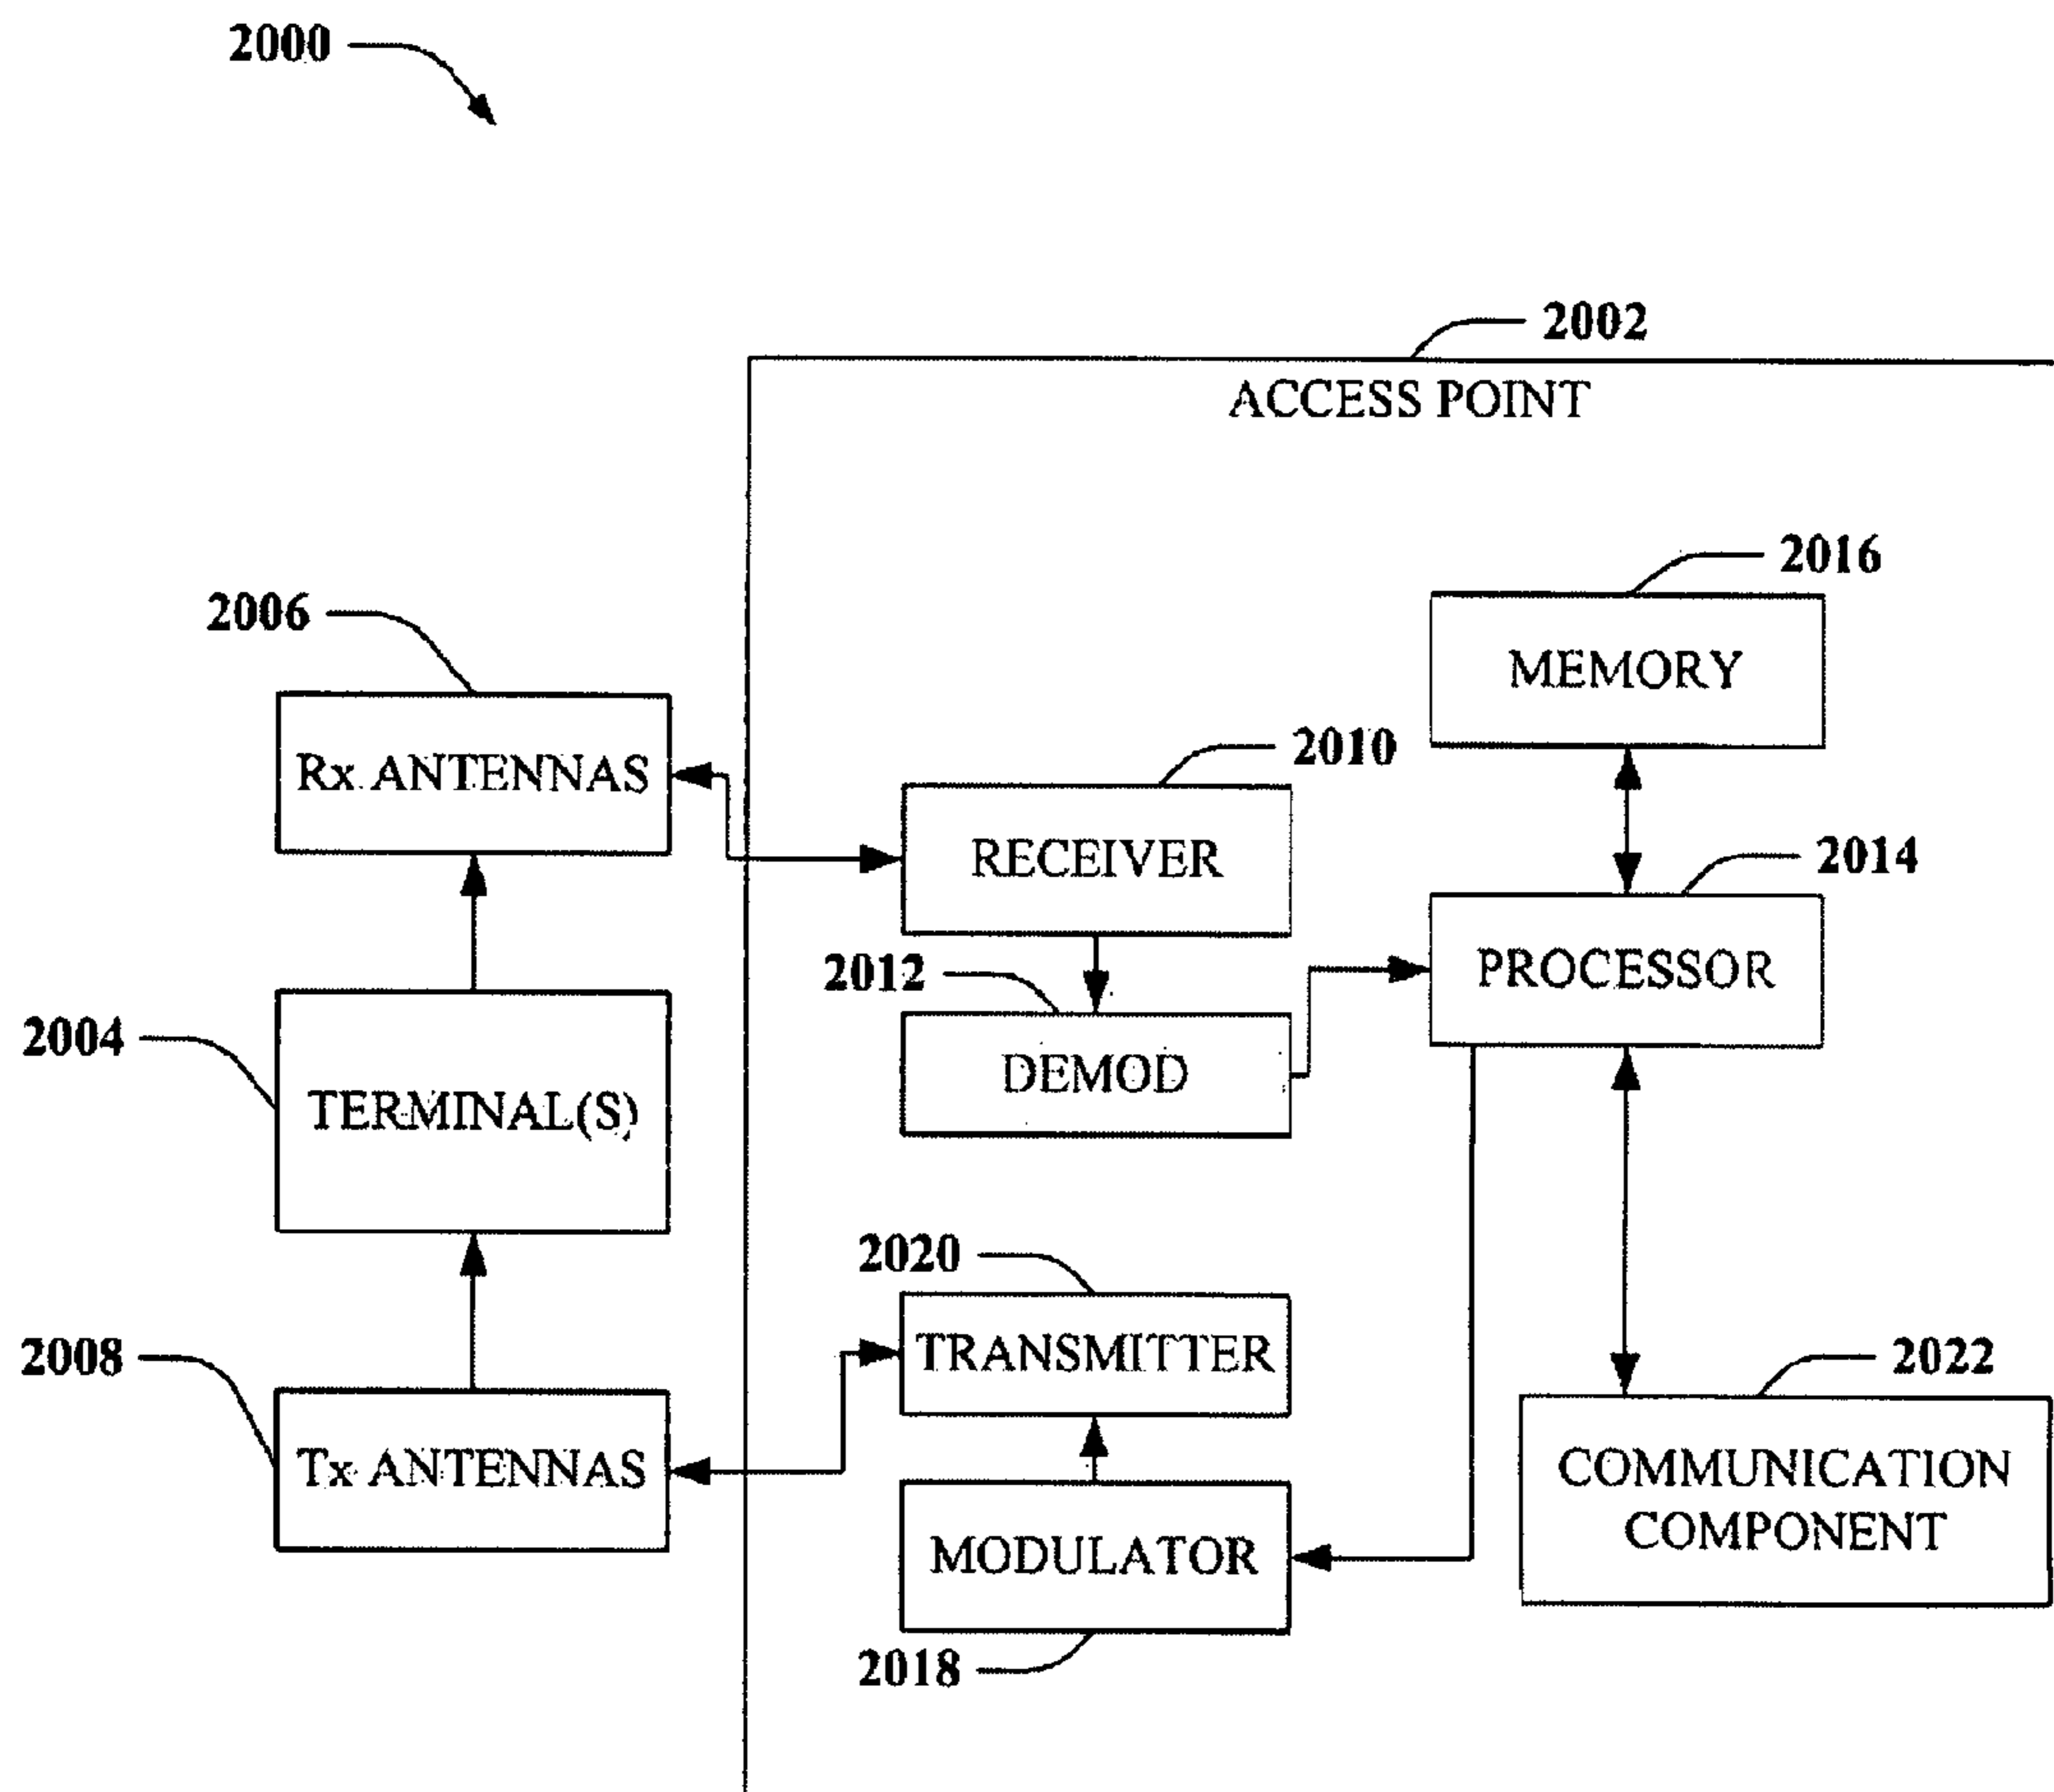 2000
2002
ACCESS POINT
2016
MEMORY
2006
Rx ANTENNAS
2010
RECEIVER
2014
PROCESSOR
2012
DEMOD
2004
TERMINAL(S)
2020
TRANSMITTER
2008
Tx ANTENNAS
2022
COMMUNICATION
COMPONENT
MODULATOR
2018